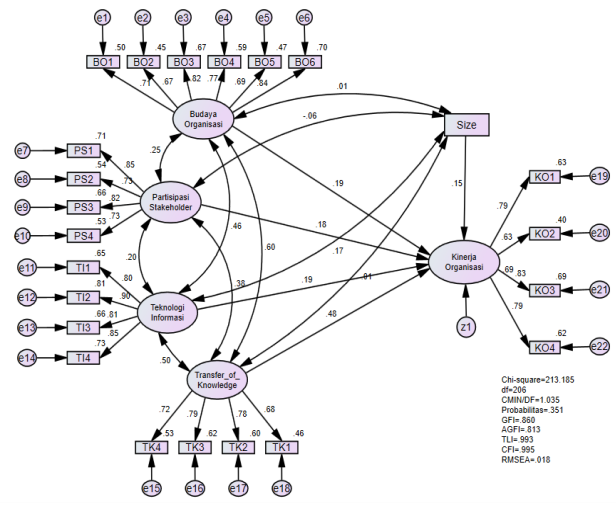 e1 e2 e3 e4 e5 e6
.50 .45 .67 .59 .47 .70
BO1 BO2 BO3 BO4 BO5 BO6
.71 .67 .82 .77 .69 .84
Budaya
Organisasi
.01
-.06
Size
.25
e7 PS1 .71
e8 PS2 .54
e9 PS3 .66
e10 PS4 .53
.85
.73
.82
.73
Partisipasi
Stakeholder
.19
.15
.18
.17
.46
.60
.20
.38
.19
.01
.48
.50
e11 TI1 .65
e12 TI2 .81
e13 TI3 .66
e14 TI4 .73
.80
.90
.81
.85
Teknologi
Informasi
Kinerja
Organisasi
z1
.79
.63
.69
.83
.79
KO1 .63 e19
KO2 .40 e20
KO3 .69 e21
KO4 .62 e22
Transfer_of_
Knowledge
.72 .79 .78 .68
.53 .62 .60 .46
TK4 TK3 TK2 TK1
e15 e16 e17 e18
Chi-square=213.185
df=206
CMIN/DF=1.035
Probabilitas=.351
GFI=.860
AGFI=.813
TLI=.993
CFI=.995
RMSEA=.018